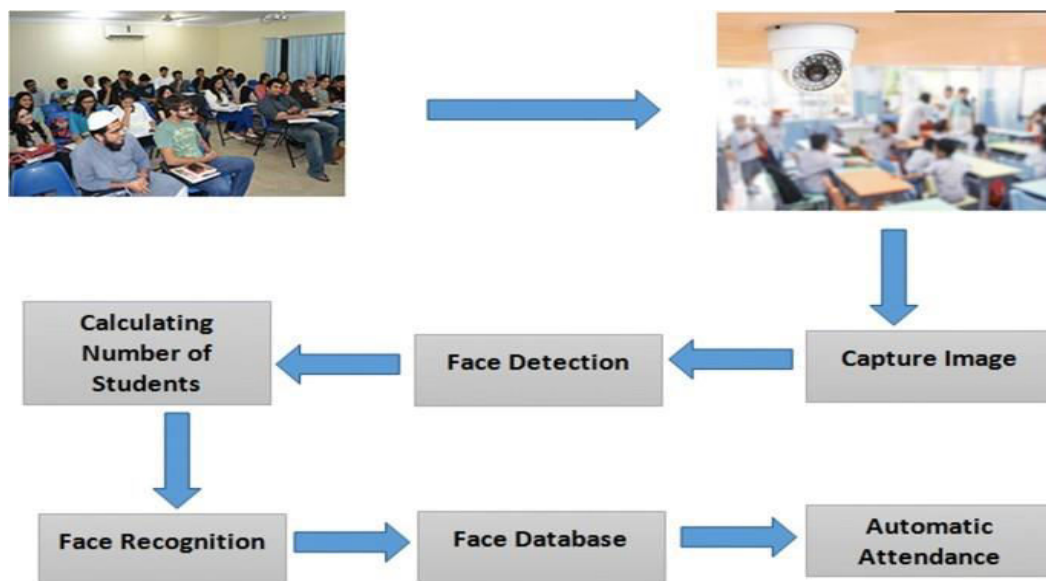 Capture Image
Face Detection
Calculating
Number of
Students
Face Recognition
Face Database
Automatic
Attendance